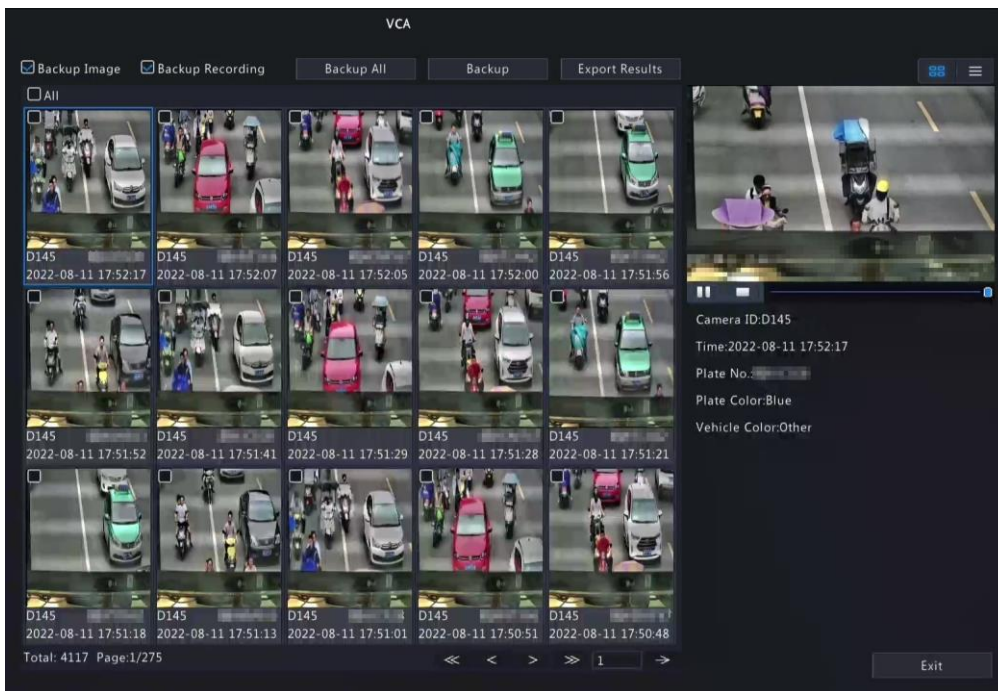 VCA
Backup Image Backup Recording Backup All Backup Export Results
All
D145 D145 D145 D145 D145
2022-08-11 17:52:17 2022-08-11 17:52:07 2022-08-11 17:52:05 2022-08-11 17:52:00 2022-08-11 17:51:56
D145 D145 D145 D145 D145
2022-08-11 17:51:52 2022-08-11 17:51:41 2022-08-11 17:51:29 2022-08-11 17:51:28 2022-08-11 17:51:21
D145 D145 D145 D145 D145
2022-08-11 17:51:18 2022-08-11 17:51:13 2022-08-11 17:51:01 2022-08-11 17:50:51 2022-08-11 17:50:48
Total: 4117 Page:1/275
≪ < > ≫ 1 →
Camera ID:D145
Time:2022-08-11 17:52:17
Plate No.:
Plate Color:Blue
Vehicle Color:Other
Exit